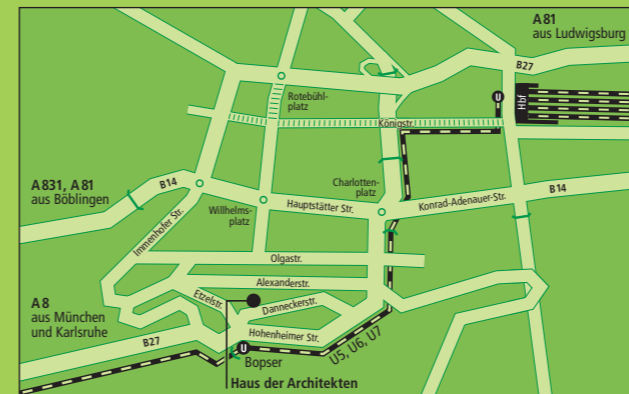 A 81
aus Ludwigsburg
B27
Rotebühl-
platz
U
Hbf
Königstr.
A 831, A 81
aus Böblingen
B14
Charlotten-
platz
B14
Immenhofer Str.
Willhelms-
platz
Hauptstätter Str.
Konrad-Adenauer-Str.
Olgastr.
Alexanderstr.
Etzelstr.
Danneckerstr.
A 8
aus München
und Karlsruhe
B27
Hohenheimer Str.
U
Bopser
U5, U6, U7
Haus der Architekten